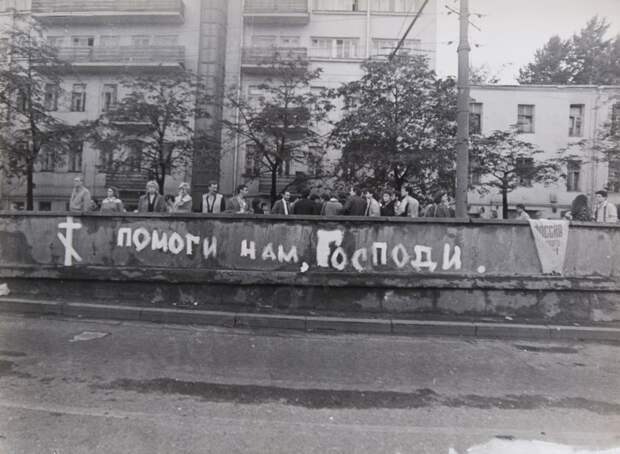 помоги нам, Господи.